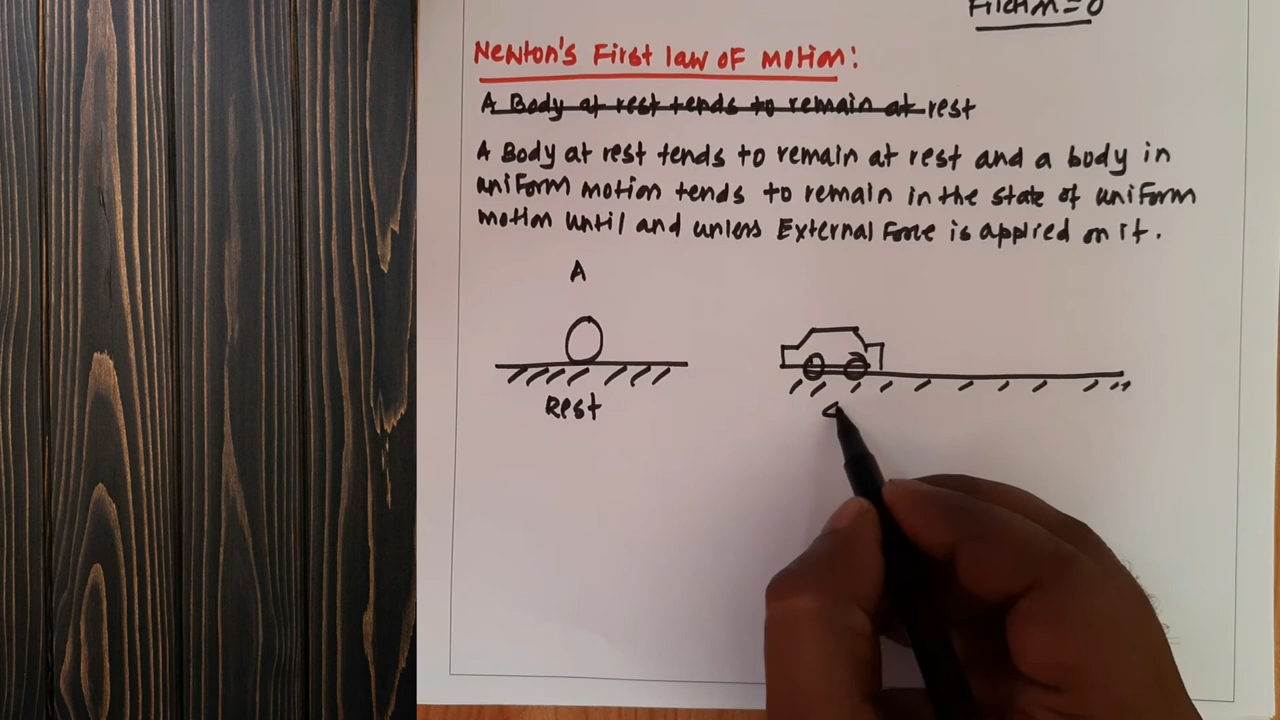 Newton's First law of motion:
A Body at rest tends to remain at rest
A Body at rest tends to remain at rest and a body in
uniform motion tends to remain in the state of uniform
motion until and unless External Force is applied on it.
A
Rest